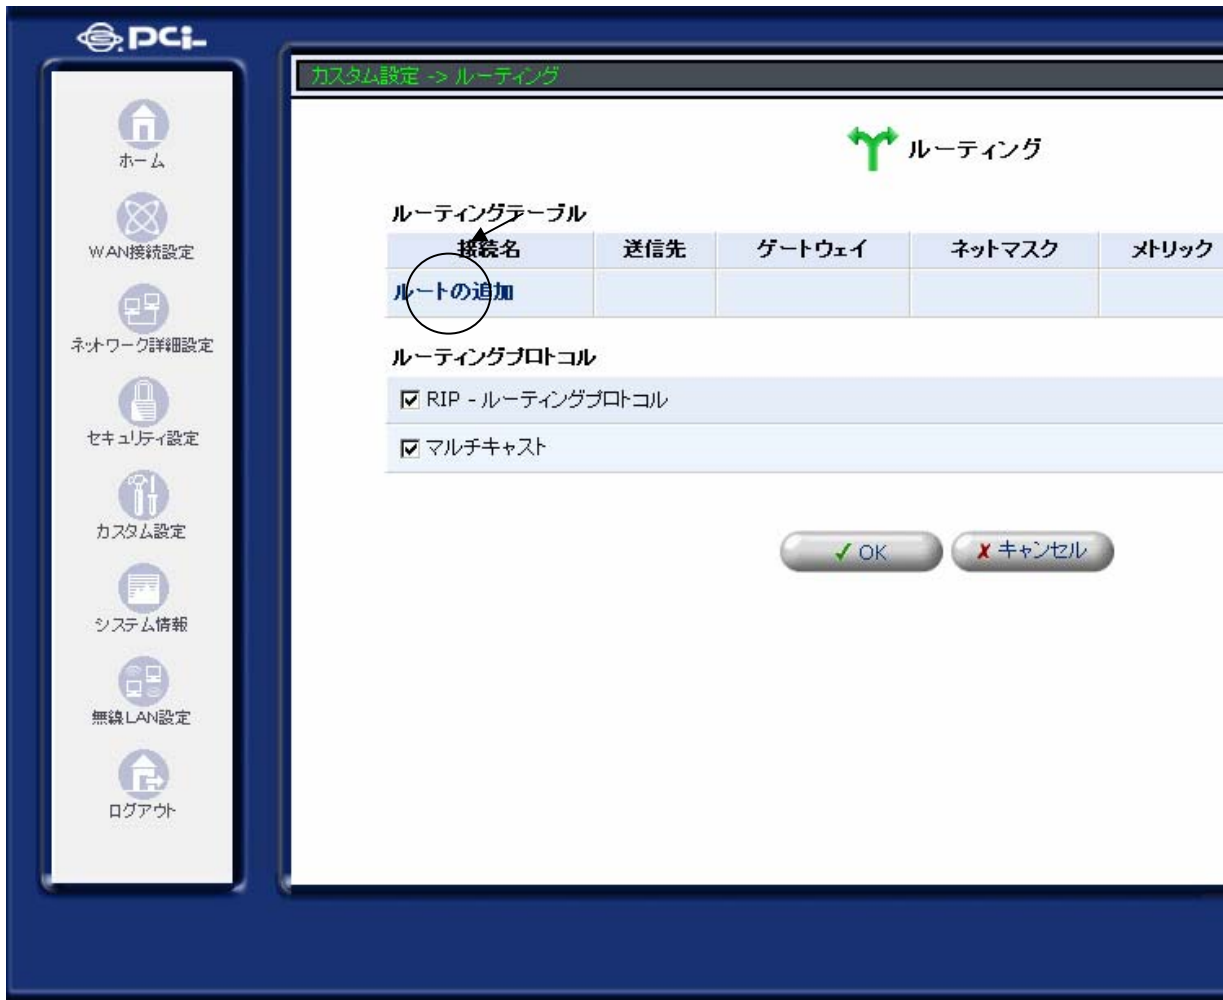 PCi
カスタム設定 -> ルーティング
ホーム
WAN接続設定
ネットワーク詳細設定
セキュリティ設定
カスタム設定
システム情報
無線LAN設定
ログアウト
ルーティング
ルーティングテーブル
接続名 送信先 ゲートウェイ ネットマスク メトリック
ルートの追加
ルーティングプロトコル
RIP - ルーティングプロトコル
マルチキャスト
✓ OK ✗ キャンセル